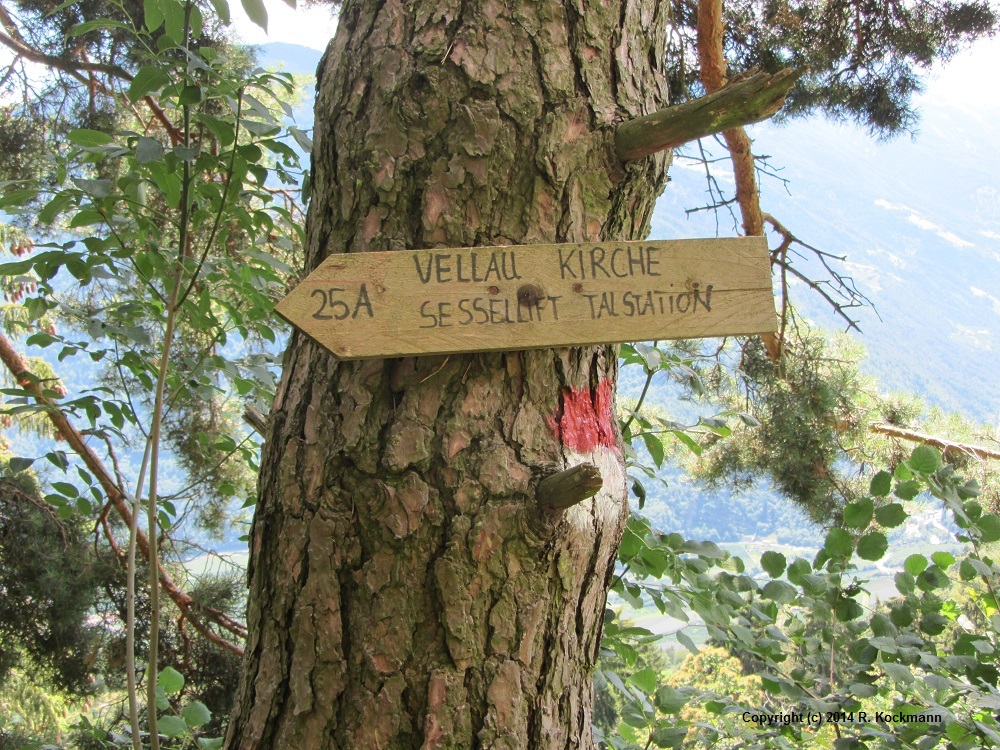 VELLAU KIRCHE
25A
SESSELLIFT TALSTATION
Copyright (c) 2014 R. Kockmann